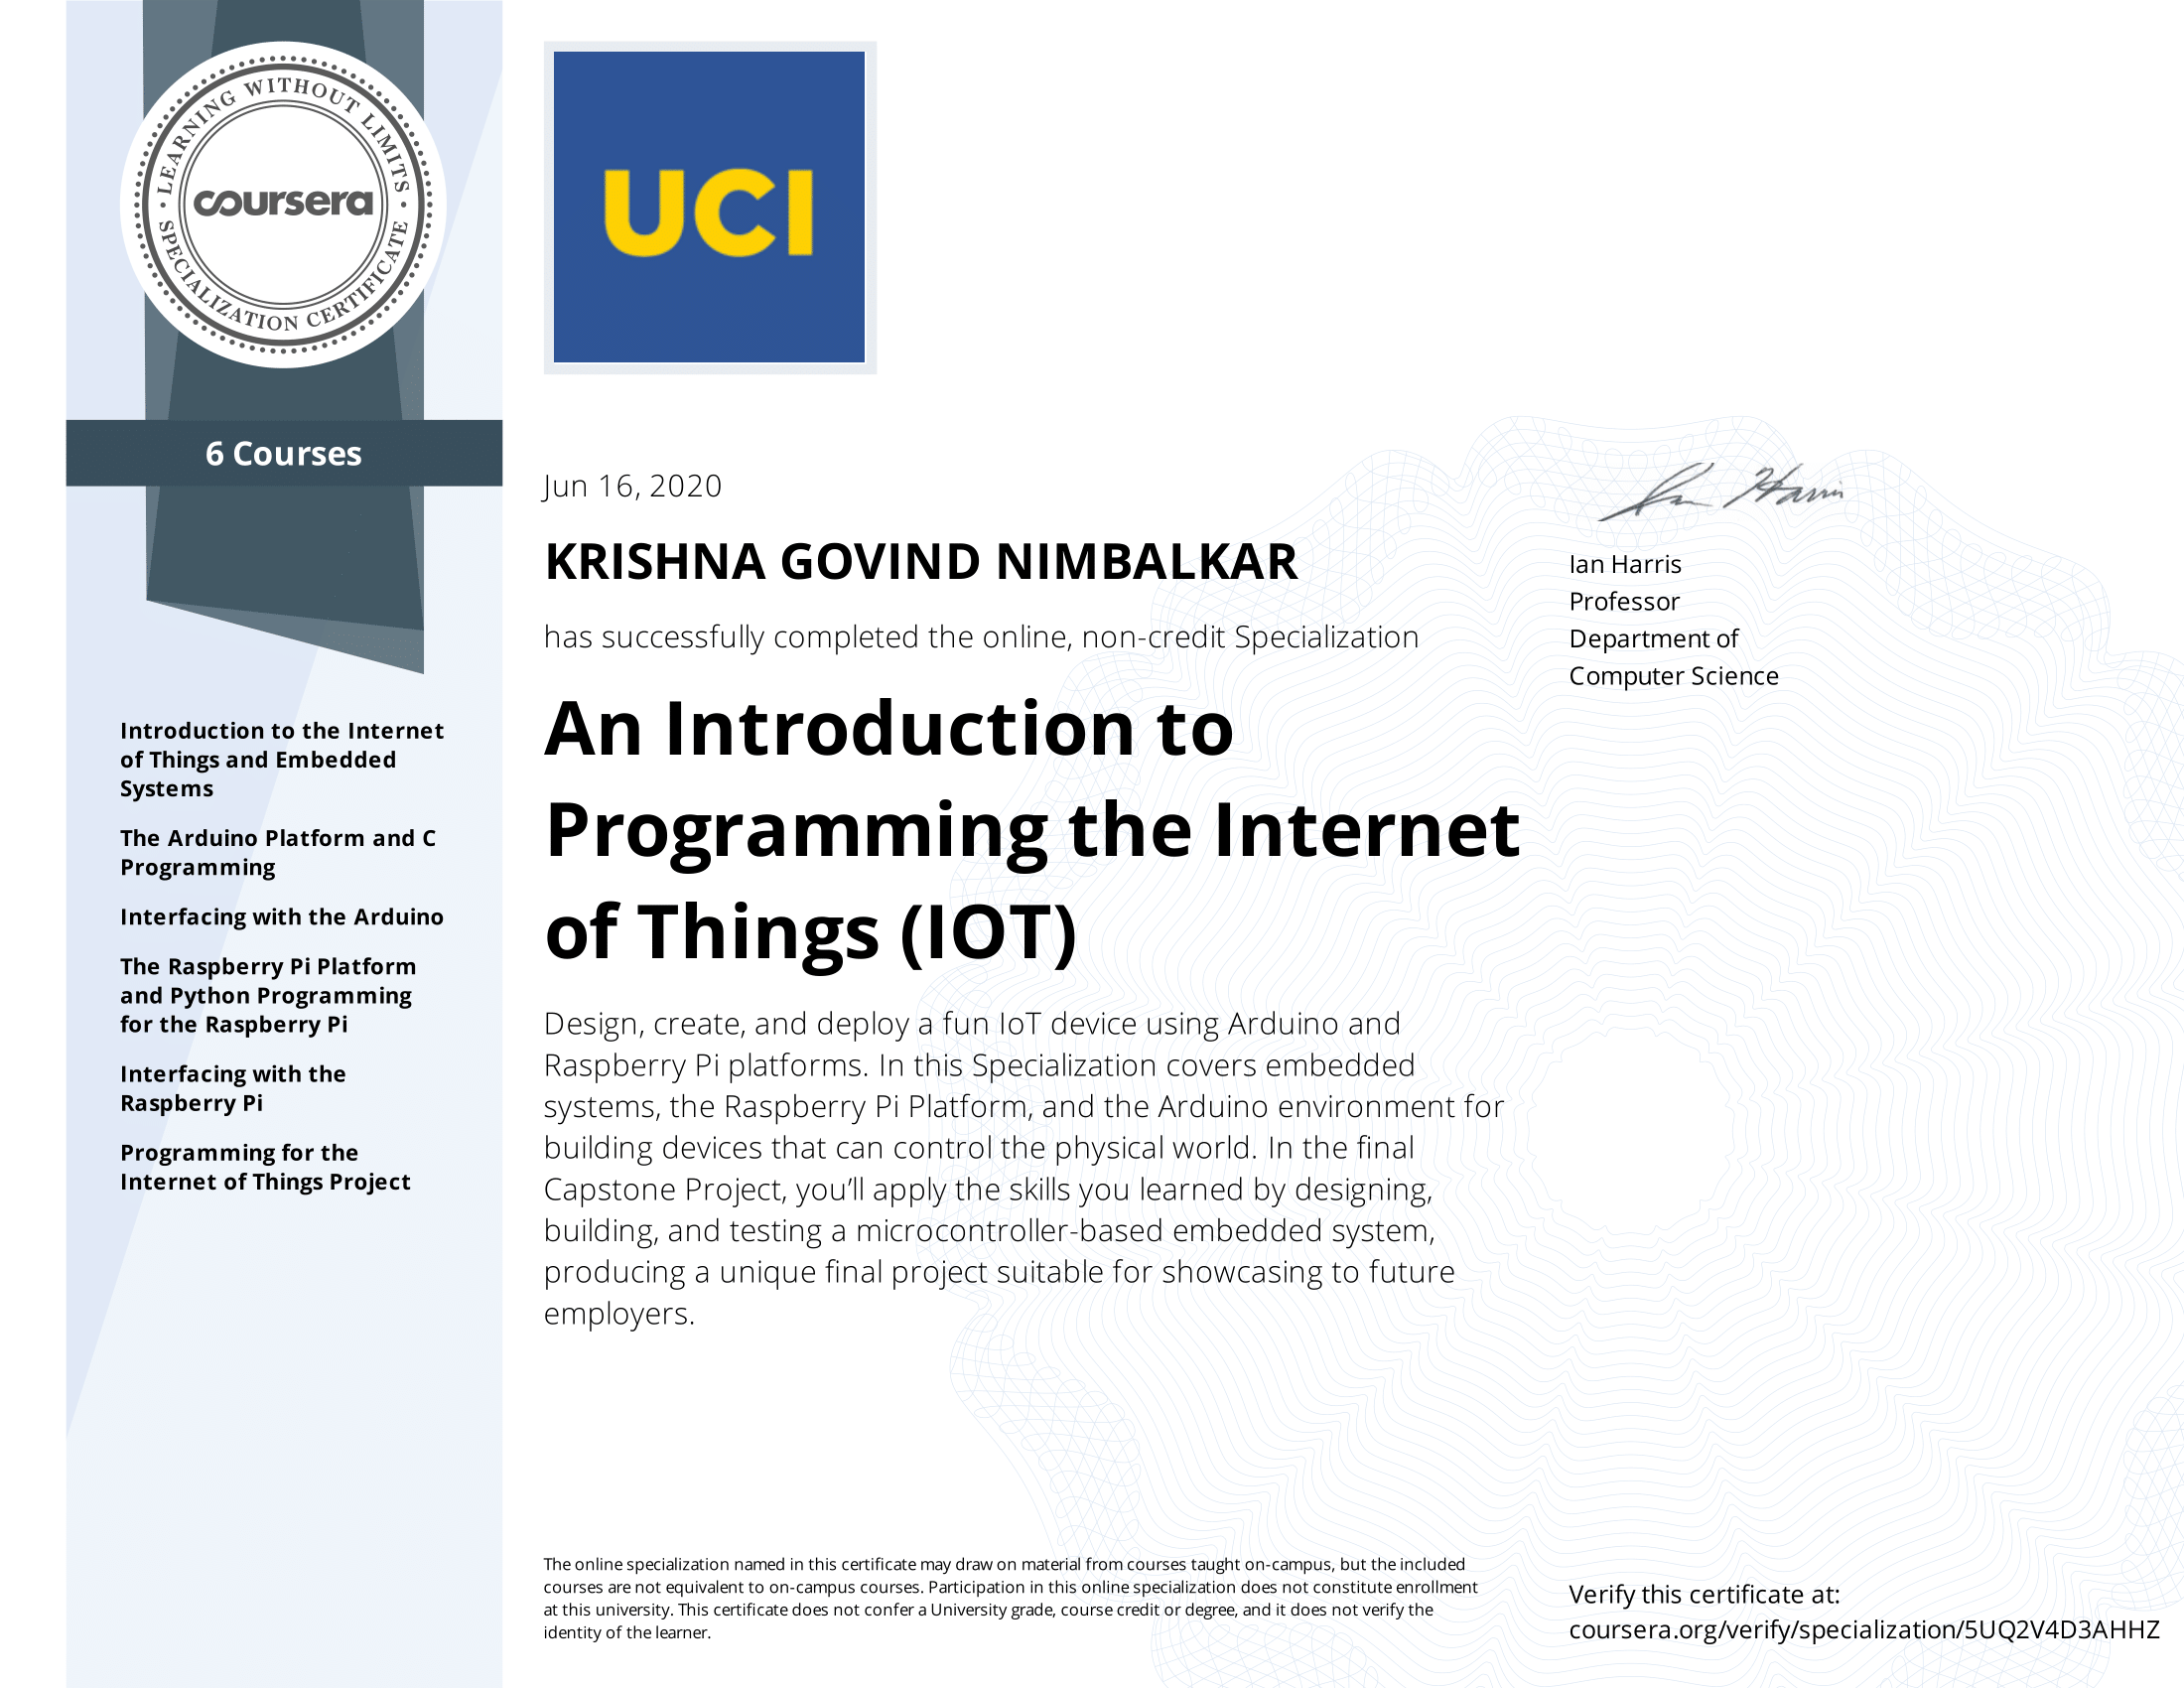 LEARNING WITHOUT LIMITS
coursera
SPECIALIZATION CERTIFICATE
6 Courses
Introduction to the Internet
of Things and Embedded
Systems
The Arduino Platform and C
Programming
Interfacing with the Arduino
The Raspberry Pi Platform
and Python Programming
for the Raspberry Pi
Interfacing with the
Raspberry Pi
Programming for the
Internet of Things Project
UCI
Jun 16, 2020
KRISHNA GOVIND NIMBALKAR
has successfully completed the online, non-credit Specialization
An Introduction to
Programming the Internet
of Things (IOT)
Design, create, and deploy a fun IoT device using Arduino and
Raspberry Pi platforms. In this Specialization covers embedded
systems, the Raspberry Pi Platform, and the Arduino environment for
building devices that can control the physical world. In the final
Capstone Project, you’ll apply the skills you learned by designing,
building, and testing a microcontroller-based embedded system,
producing a unique final project suitable for showcasing to future
employers.
Ian Harris
Ian Harris
Professor
Department of
Computer Science
The online specialization named in this certificate may draw on material from courses taught on-campus, but the included
courses are not equivalent to on-campus courses. Participation in this online specialization does not constitute enrollment
at this university. This certificate does not confer a University grade, course credit or degree, and it does not verify the
identity of the learner.
Verify this certificate at:
coursera.org/verify/specialization/5UQ2V4D3AHHZ